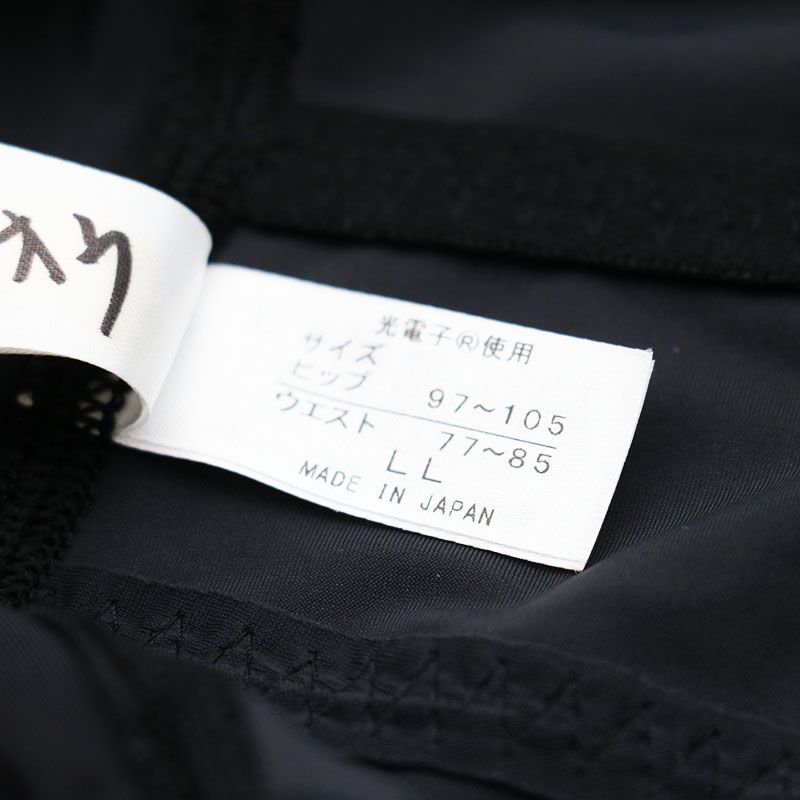 光電子®使用
サイズ
ヒップ 97～105
ウエスト 77～85
LL
MADE IN JAPAN